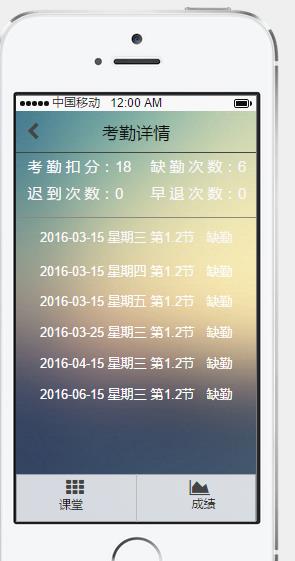 中国移动 12:00 AM
考勤详情
考勤扣分：18 缺勤次数：6
迟到次数：0 早退次数：0
2016-03-15 星期三 第1.2节 缺勤
2016-03-15 星期四 第1.2节 缺勤
2016-03-15 星期五 第1.2节 缺勤
2016-03-25 星期三 第1.2节 缺勤
2016-04-15 星期三 第1.2节 缺勤
2016-06-15 星期三 第1.2节 缺勤
课堂 成绩